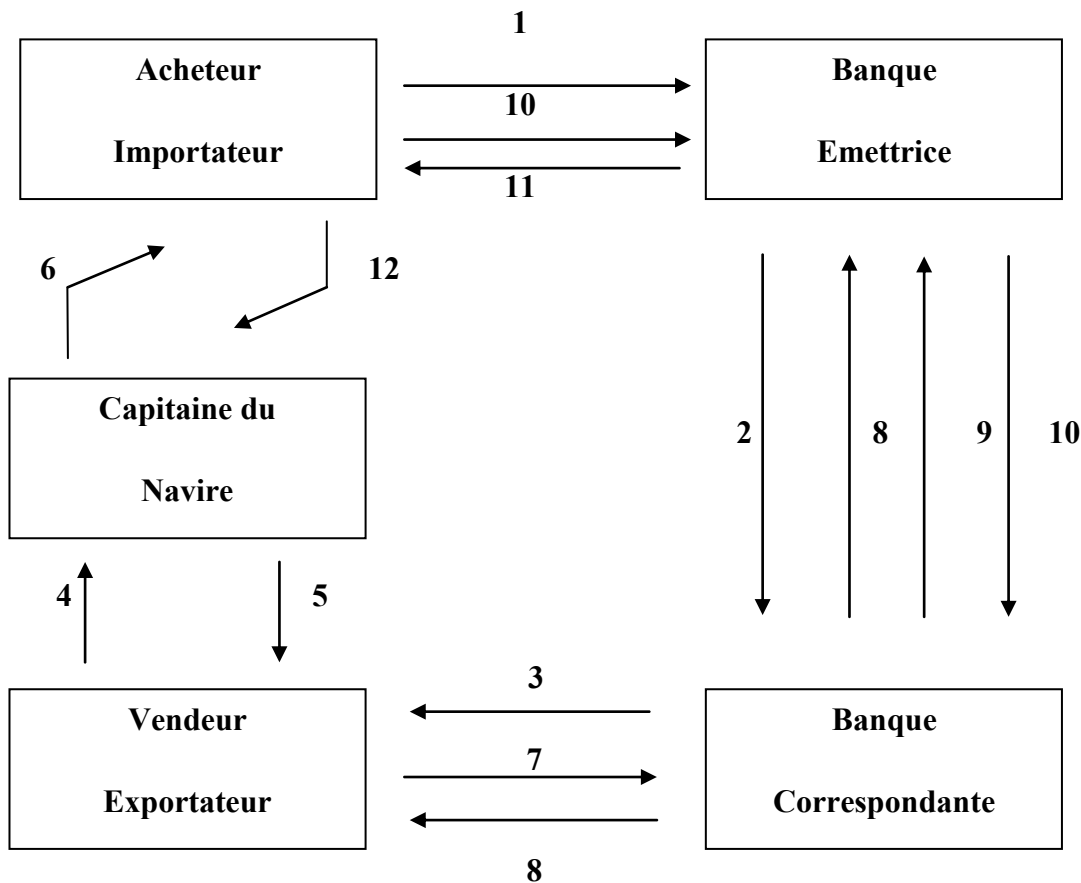 1
Acheteur
Importateur
10
11
Banque
Emettrice
6
12
Capitaine du
Navire
2
8
9
10
4
5
3
Vendeur
Exportateur
7
8
Banque
Correspondante